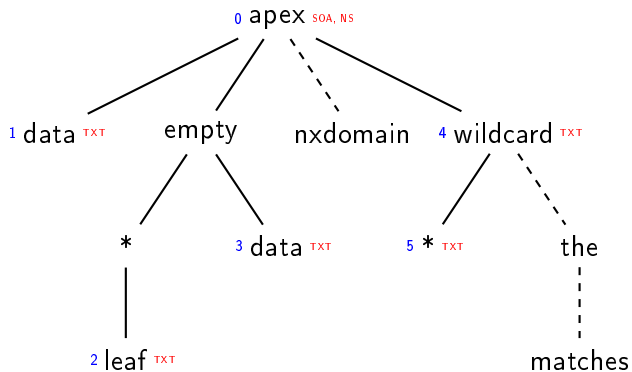 0 apex SOA, NS
1 data TXT empty nxdomain 4 wildcard TXT
* 3 data TXT 5 * TXT the
2 leaf TXT matches